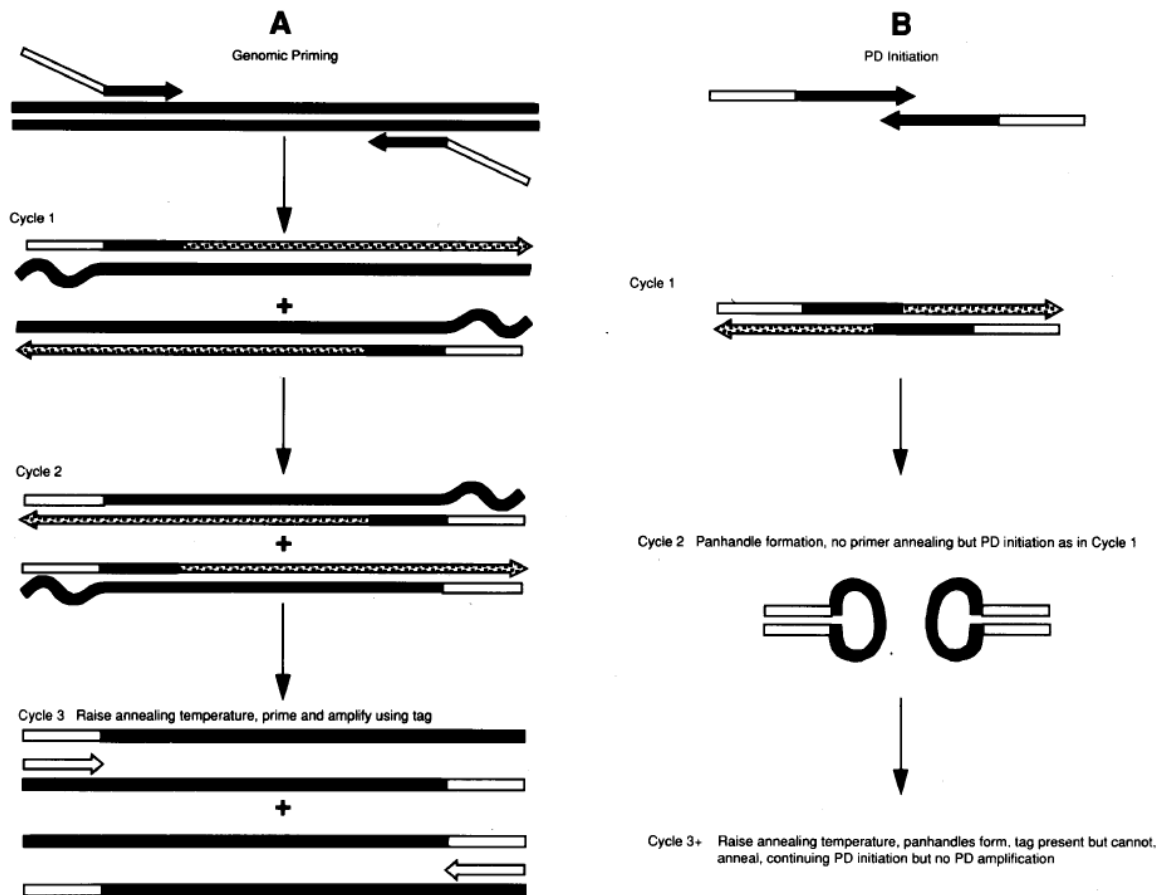 A
Genomic Priming
Cycle 1
+
Cycle 2
+
Cycle 3 Raise annealing temperature, prime and amplify using tag
+
B
PD Initiation
Cycle 1
Cycle 2 Panhandle formation, no primer annealing but PD initiation as in Cycle 1
Cycle 3+ Raise annealing temperature, panhandles form, tag present but cannot,
anneal, continuing PD initiation but no PD amplification